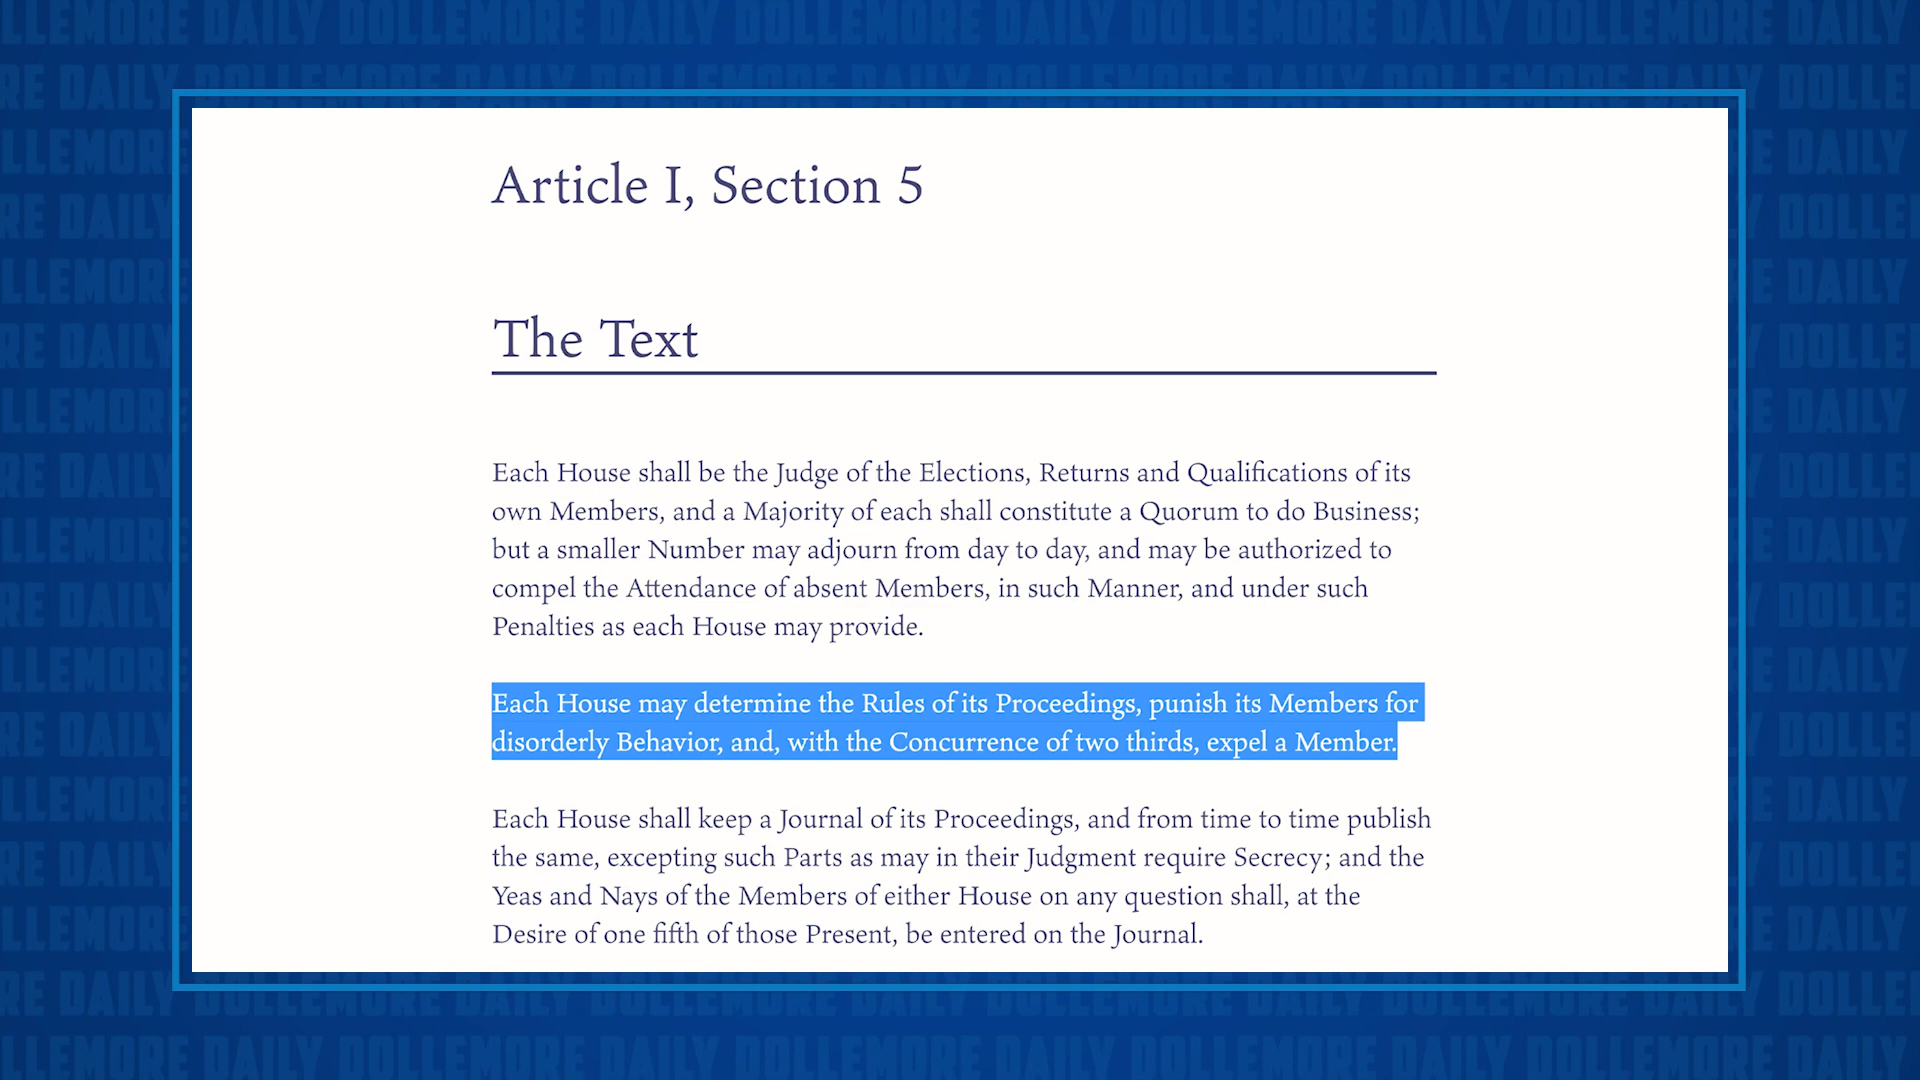 Article I, Section 5
The Text
Each House shall be the Judge of the Elections, Returns and Qualifications of its
own Members, and a Majority of each shall constitute a Quorum to do Business;
but a smaller Number may adjourn from day to day, and may be authorized to
compel the Attendance of absent Members, in such Manner, and under such
Penalties as each House may provide.
Each House may determine the Rules of its Proceedings, punish its Members for
disorderly Behavior, and, with the Concurrence of two thirds, expel a Member.
Each House shall keep a Journal of its Proceedings, and from time to time publish
the same, excepting such Parts as may in their Judgment require Secrecy; and the
Yeas and Nays of the Members of either House on any question shall, at the
Desire of one fifth of those Present, be entered on the Journal.